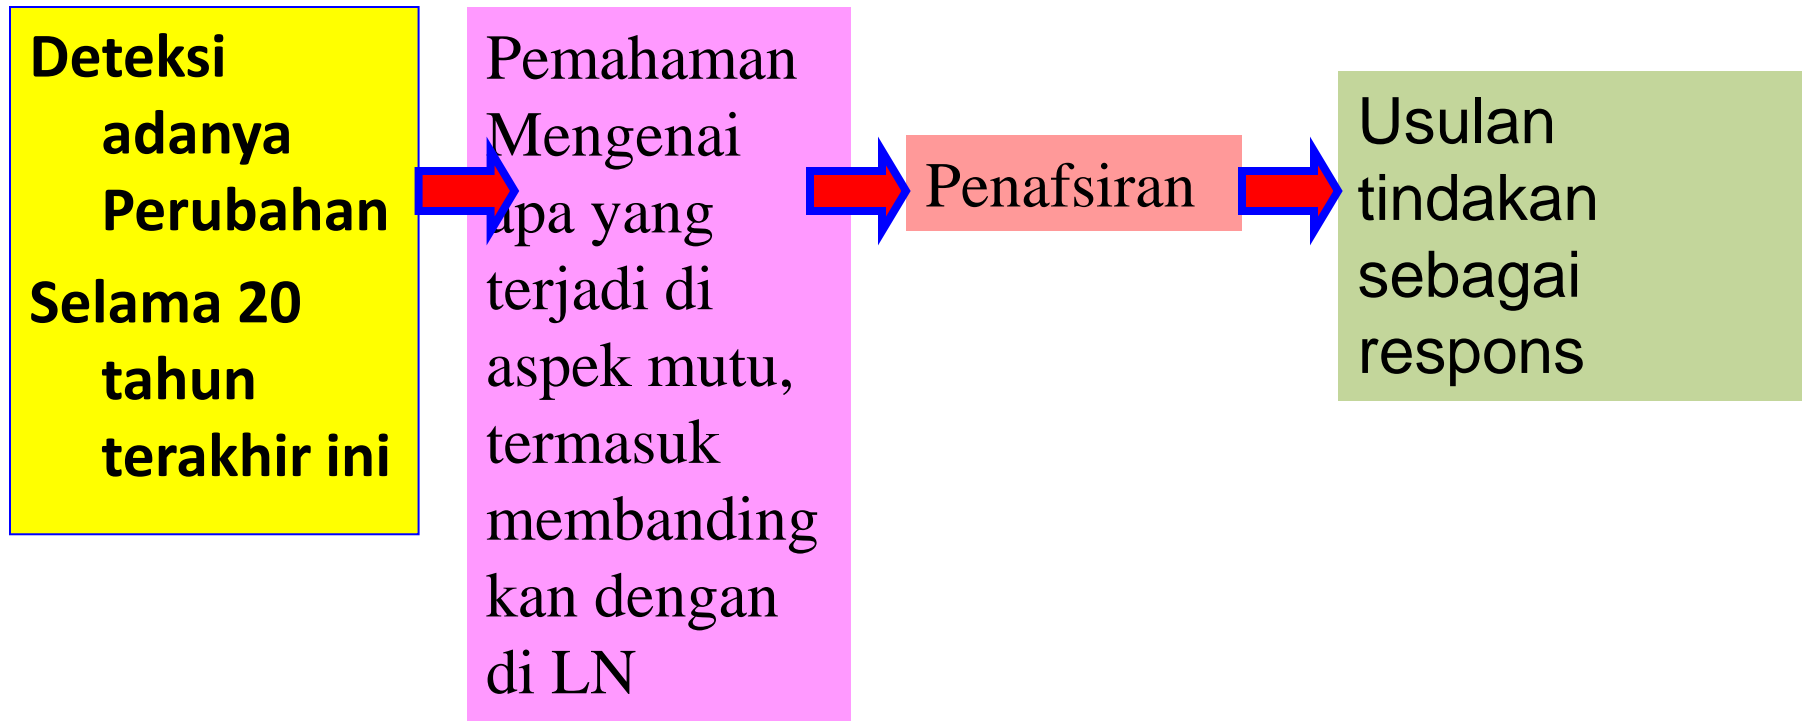 Deteksi
adanya
Perubahan
Selama 20
tahun
terakhir ini
Pemahaman
Mengenai
apa yang
terjadi di
aspek mutu,
termasuk
membanding
kan dengan
di LN
Penafsiran
Usulan
tindakan
sebagai
respons